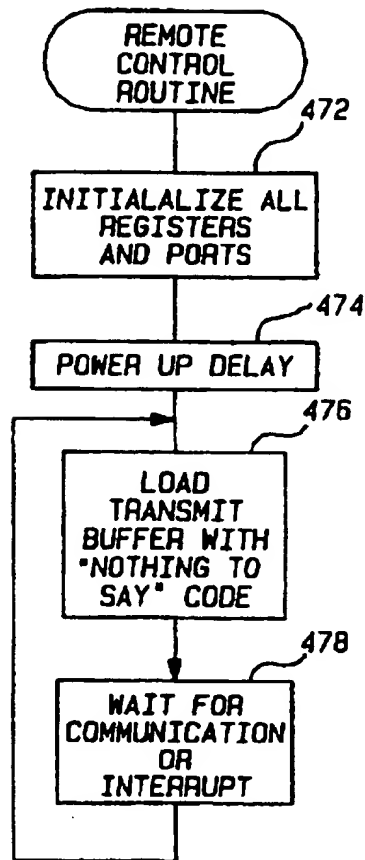 REMOTE
CONTROL
ROUTINE
472
INITIALALIZE ALL
REGISTERS
AND PORTS
474
POWER UP DELAY
476
LOAD
TRANSMIT
BUFFER WITH
"NOTHING TO
SAY" CODE
478
WAIT FOR
COMMUNICATION
OR
INTERRUPT